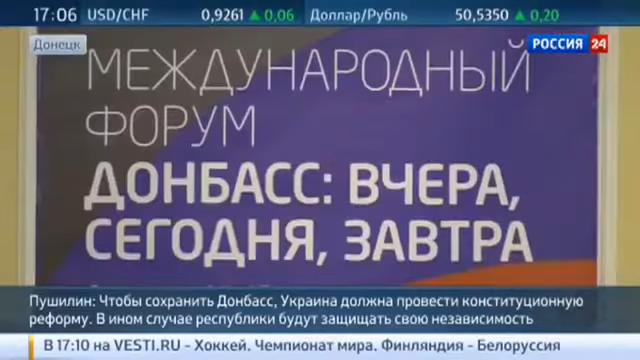 17:06 USD/CHF 0,9261 ▲ 0,06 Доллар/Рубль 50,5350 ▲ 0,20
Донецк
РОССИЯ 24
МЕЖДУНАРОДНЫЙ
ФОРУМ
ДОНБАСС: ВЧЕРА,
СЕГОДНЯ, ЗАВТРА
Пушилин: Чтобы сохранить Донбасс, Украина должна провести конституционную
реформу. В ином случае республики будут защищать свою независимость
В 17:10 на VESTI.RU - Хоккей. Чемпионат мира. Финляндия - Белоруссия